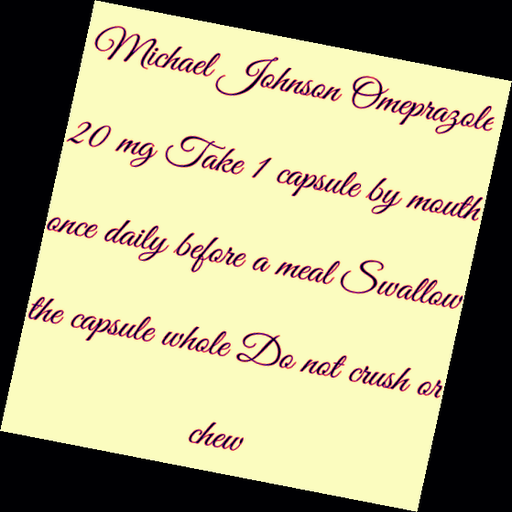 Michael Johnson Omeprazole
20 mg Take 1 capsule by mouth
once daily before a meal Swallow
the capsule whole Do not crush or
chew